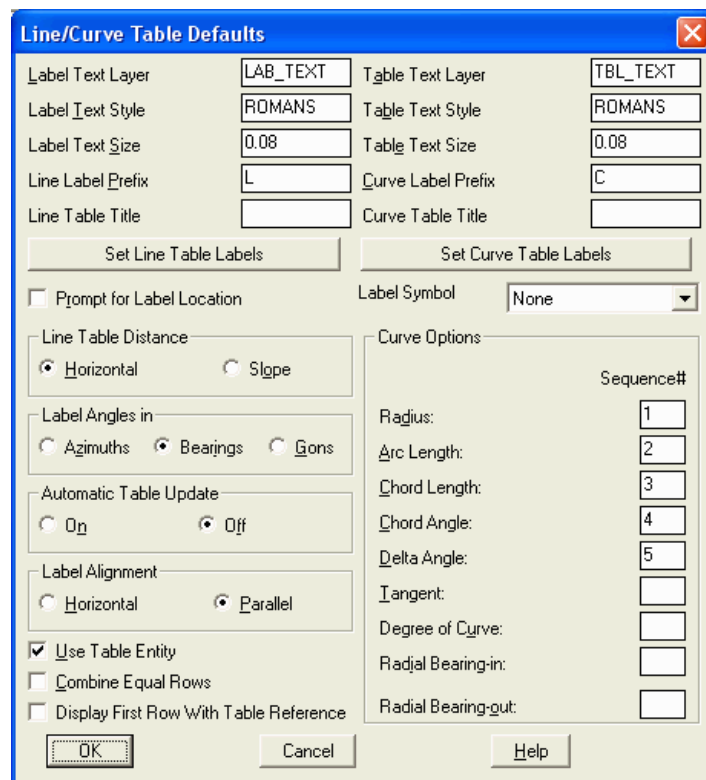 Line/Curve Table Defaults
Label Text Layer LAB_TEXT Table Text Layer TBL_TEXT
Label Text Style ROMANS Table Text Style ROMANS
Label Text Size 0.08 Table Text Size 0.08
Line Label Prefix L Curve Label Prefix C
Line Table Title Curve Table Title
Set Line Table Labels Set Curve Table Labels
Prompt for Label Location Label Symbol None
Line Table Distance
Horizontal Slope
Label Angles in
Azimuths Bearings Gons
Automatic Table Update
On Off
Label Alignment
Horizontal Parallel
Use Table Entity
Combine Equal Rows
Display First Row With Table Reference
Curve Options
Sequence#
Radius: 1
Arc Length: 2
Chord Length: 3
Chord Angle: 4
Delta Angle: 5
Tangent:
Degree of Curve:
Radial Bearing-in:
Radial Bearing-out:
OK Cancel Help